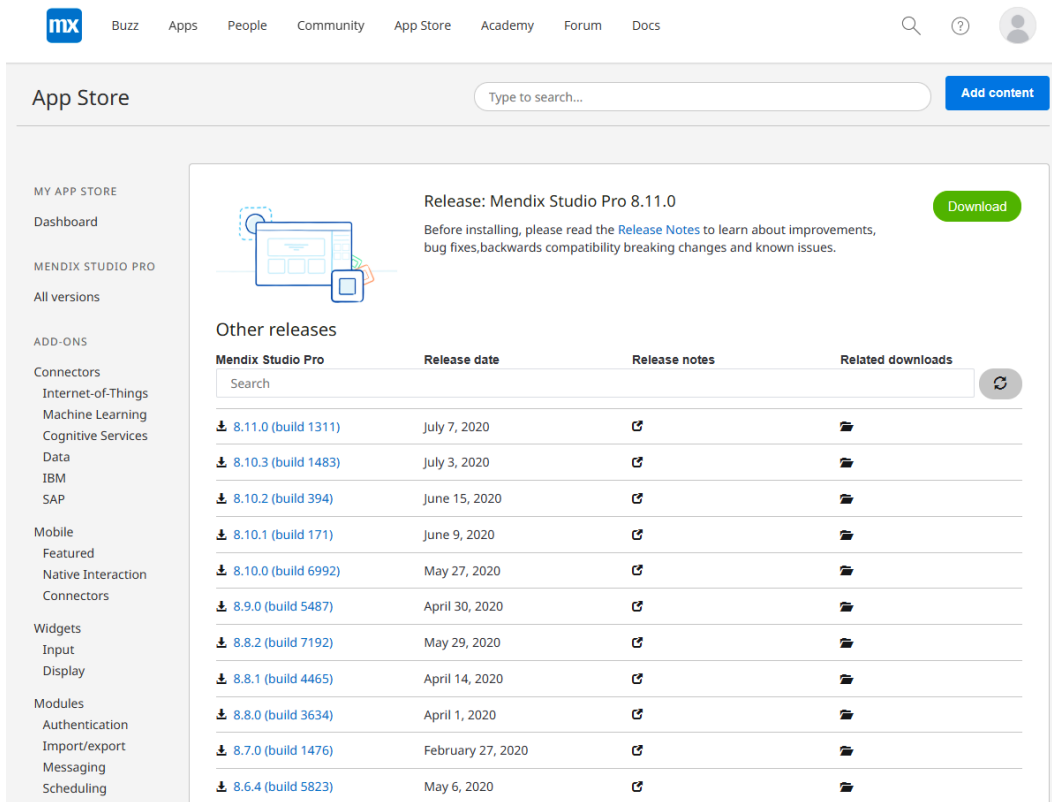 mx Buzz Apps People Community App Store Academy Forum Docs ?
App Store Type to search... Add content
MY APP STORE
Dashboard
MENDIX STUDIO PRO
All versions
ADD-ONS
Connectors
Internet-of-Things
Machine Learning
Cognitive Services
Data
IBM
SAP
Mobile
Featured
Native Interaction
Connectors
Widgets
Input
Display
Modules
Authentication
Import/export
Messaging
Scheduling
Release: Mendix Studio Pro 8.11.0
Download
Before installing, please read the Release Notes to learn about improvements,
bug fixes,backwards compatibility breaking changes and known issues.
Other releases
Mendix Studio Pro Release date Release notes Related downloads
Search
8.11.0 (build 1311) July 7, 2020
8.10.3 (build 1483) July 3, 2020
8.10.2 (build 394) June 15, 2020
8.10.1 (build 171) June 9, 2020
8.10.0 (build 6992) May 27, 2020
8.9.0 (build 5487) April 30, 2020
8.8.2 (build 7192) May 29, 2020
8.8.1 (build 4465) April 14, 2020
8.8.0 (build 3634) April 1, 2020
8.7.0 (build 1476) February 27, 2020
8.6.4 (build 5823) May 6, 2020